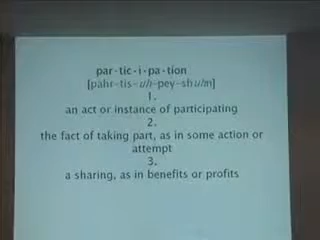 par·tic·i·pa·tion
[pahr-tis-uh-pey-shuhn]
1.
an act or instance of participating
2.
the fact of taking part, as in some action or
attempt
3.
a sharing, as in benefits or profits